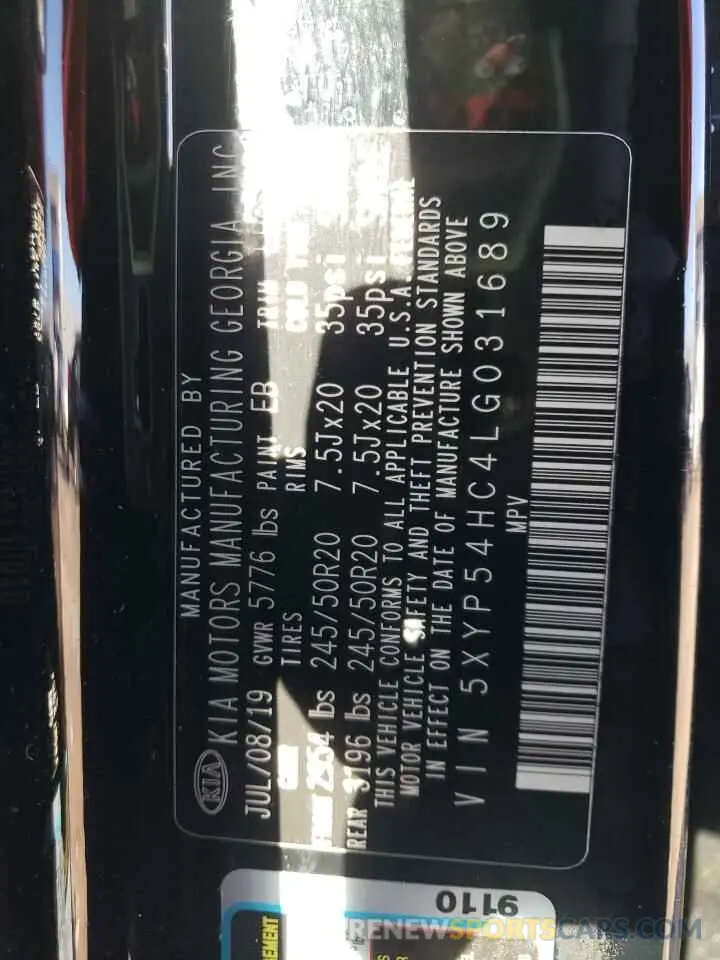 MANUFACTURED BY
KIA KIA MOTORS MANUFACTURING GEORGIA, INC
JUL/08/19 GVWR 5776 lbs PAINT EB TRIM
TIRES RIMS COLD
lbs 245/50R20 7.5Jx20 35psi
REAR 3196 lbs 245/50R20 7.5Jx20 35psi
THIS VEHICLE CONFORMS TO ALL APPLICABLE U.S.A.
MOTOR VEHICLE SAFETY AND THEFT PREVENTION STANDARDS
IN EFFECT ON THE DATE OF MANUFACTURE SHOWN ABOVE
VIN 5XYP54HC4LG031689
MPV
9110
RENEWSPORTSCARS.COM